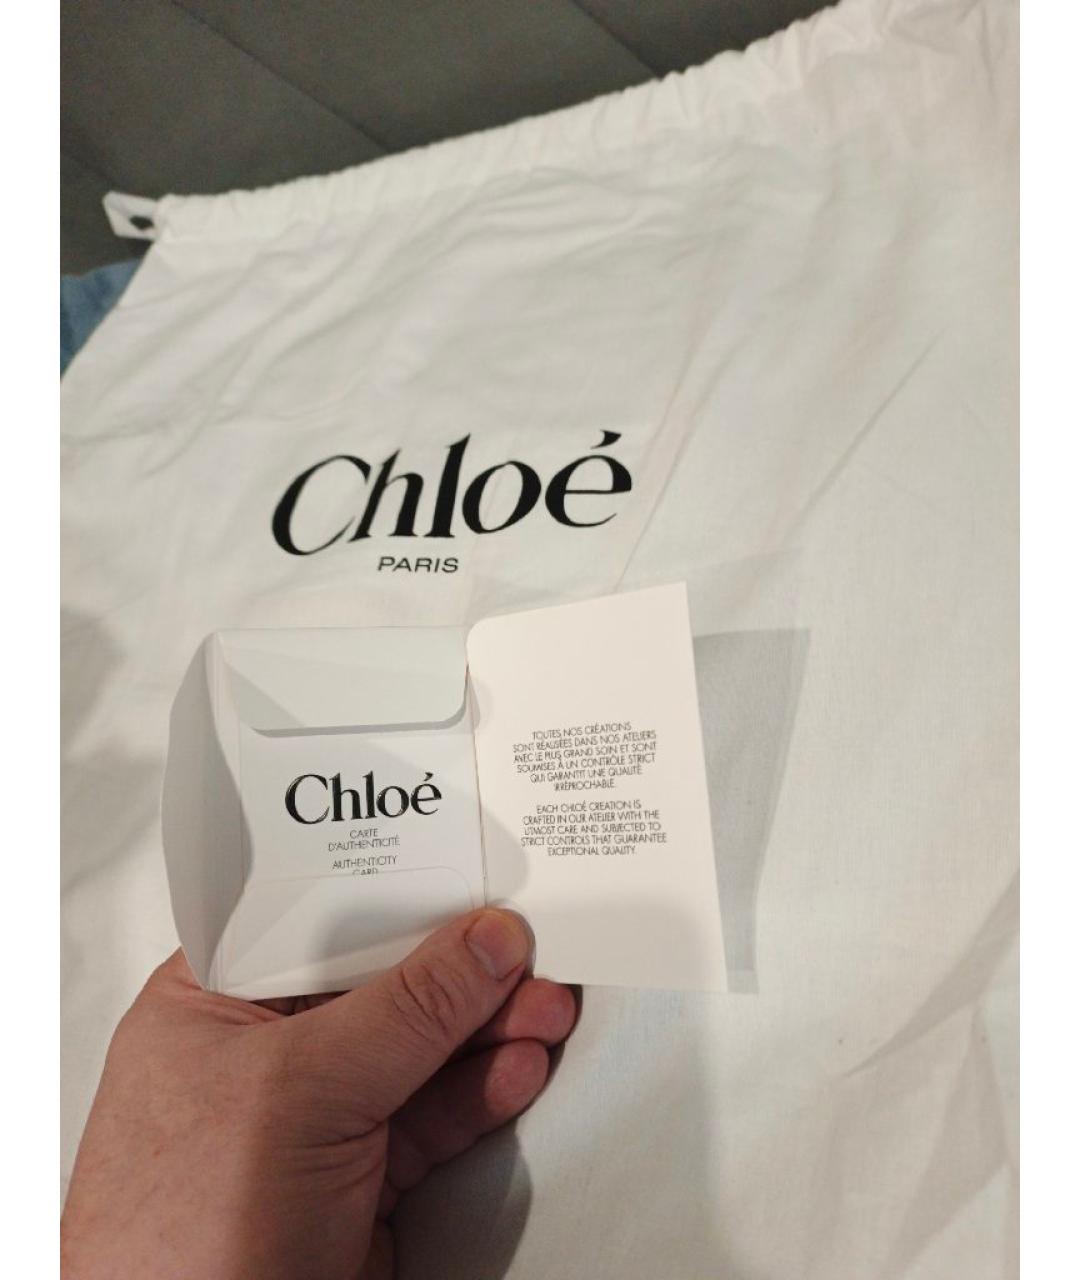 Chloé
PARIS
Chloé
CARTE
D'AUTHENTICITÉ
AUTHENTICITY
CARD
TOUTES NOS CRÉATIONS
SONT RÉALISÉES DANS NOS ATELIERS
AVEC LE PLUS GRAND SOIN ET SONT
SOUMISES À UN CONTRÔLE STRICT
QUI GARANTIT UNE QUALITÉ
IRRÉPROCHABLE.
EACH CHLOÉ CREATION IS
CRAFTED IN OUR ATELIER WITH THE
UTMOST CARE AND SUBJECTED TO
STRICT CONTROLS THAT GUARANTEE
EXCEPTIONAL QUALITY.